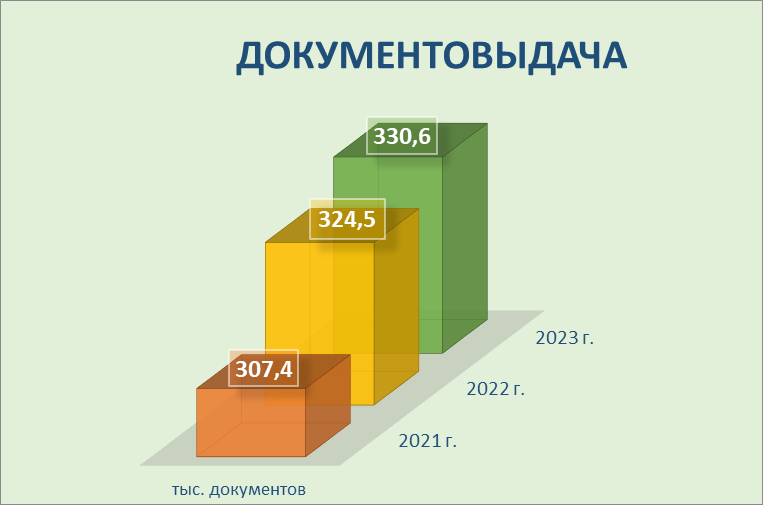 ДОКУМЕНТОВЫДАЧА
330,6
324,5
307,4
2023 г.
2022 г.
2021 г.
тыс. документов